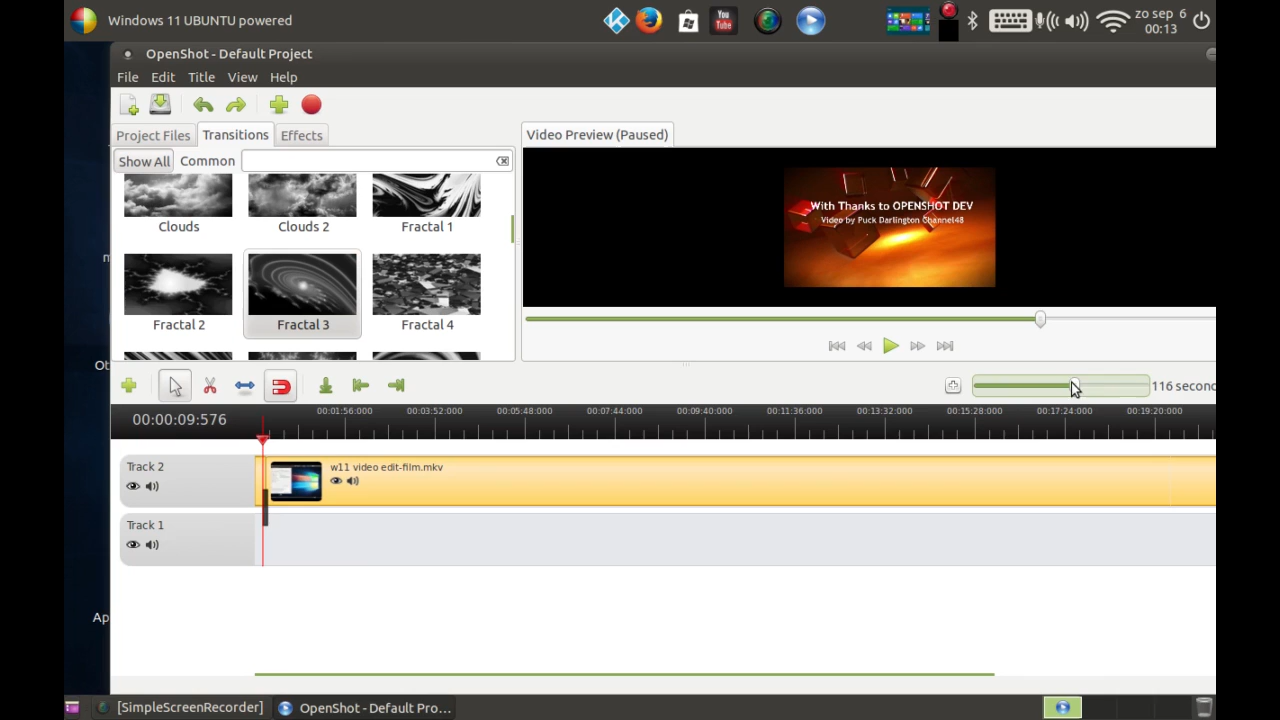 Windows 11 UBUNTU powered
You
Tube
zo sep 6
00:13
OpenShot - Default Project
File Edit Title View Help
Project Files Transitions Effects
Video Preview (Paused)
Show All Common
With Thanks to OPENSHOT DEV
Video by Puck Darlington Channel48
Clouds Clouds 2 Fractal 1
Fractal 2 Fractal 3 Fractal 4
Ot
116 secon
00:00:09:576
00:01:56:000 00:03:52:000 00:05:48:000 00:07:44:000 00:09:40:000 00:11:36:000 00:13:32:000 00:15:28:000 00:17:24:000 00:19:20:000
Track 2
w11 video edit-film.mkv
Track 1
Ap
[SimpleScreenRecorder] OpenShot - Default Pro...